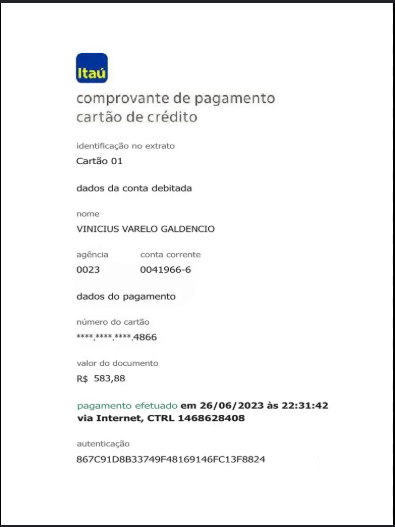 Itaú
comprovante de pagamento
cartão de crédito
identificação no extrato
Cartão 01
dados da conta debitada
nome
VINICIUS VARELO GALDENCIO
agência conta corrente
0023 0041966-6
dados do pagamento
número do cartão
****.****.****.4866
valor do documento
R$ 583,88
pagamento efetuado em 26/06/2023 às 22:31:42
via Internet, CTRL 1468628408
autenticação
867C91D8B33749F48169146FC13F8824